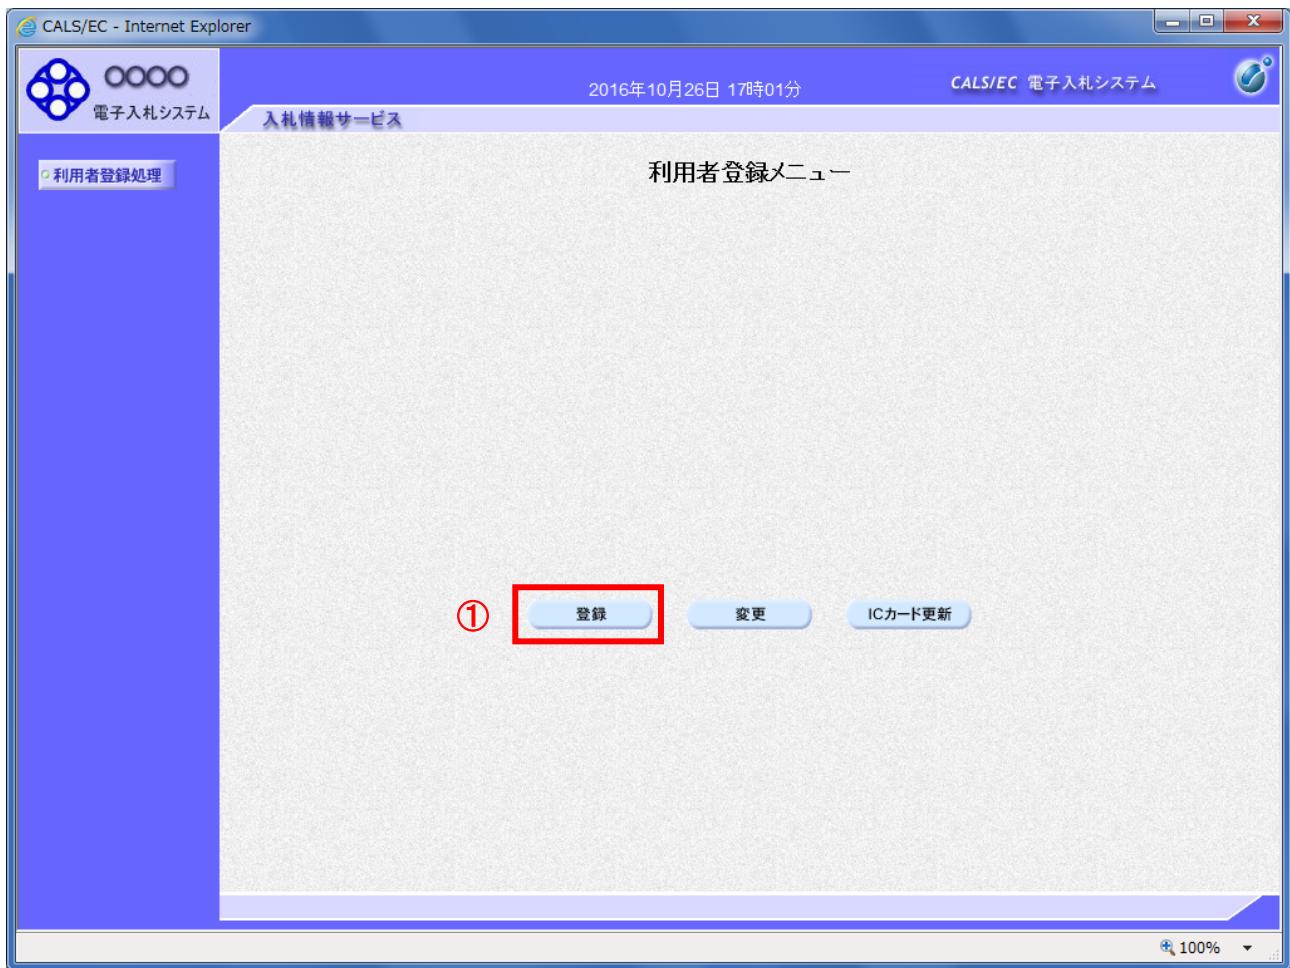 CALS/EC - Internet Explorer
○○○○
電子入札システム
2016年10月26日 17時01分
CALS/EC 電子入札システム
入札情報サービス
利用者登録処理
利用者登録メニュー
①
登録
変更
ICカード更新
100%